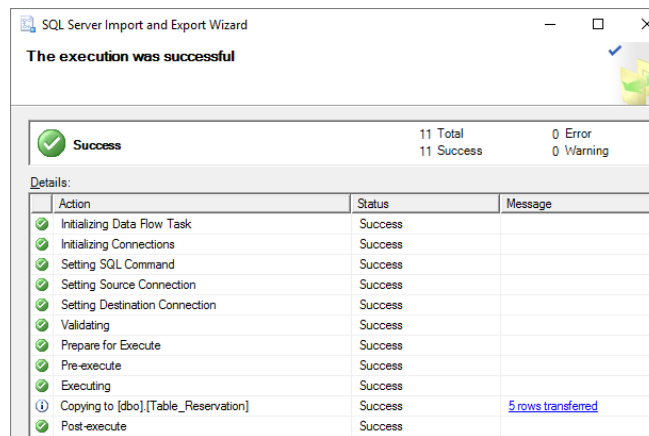 SQL Server Import and Export Wizard
The execution was successful
Success 11 Total 0 Error
11 Success 0 Warning
Details:
Action Status Message
Initializing Data Flow Task Success
Initializing Connections Success
Setting SQL Command Success
Setting Source Connection Success
Setting Destination Connection Success
Validating Success
Prepare for Execute Success
Pre-execute Success
Executing Success
Copying to [dbo].[Table_Reservation] Success 5 rows transferred
Post-execute Success